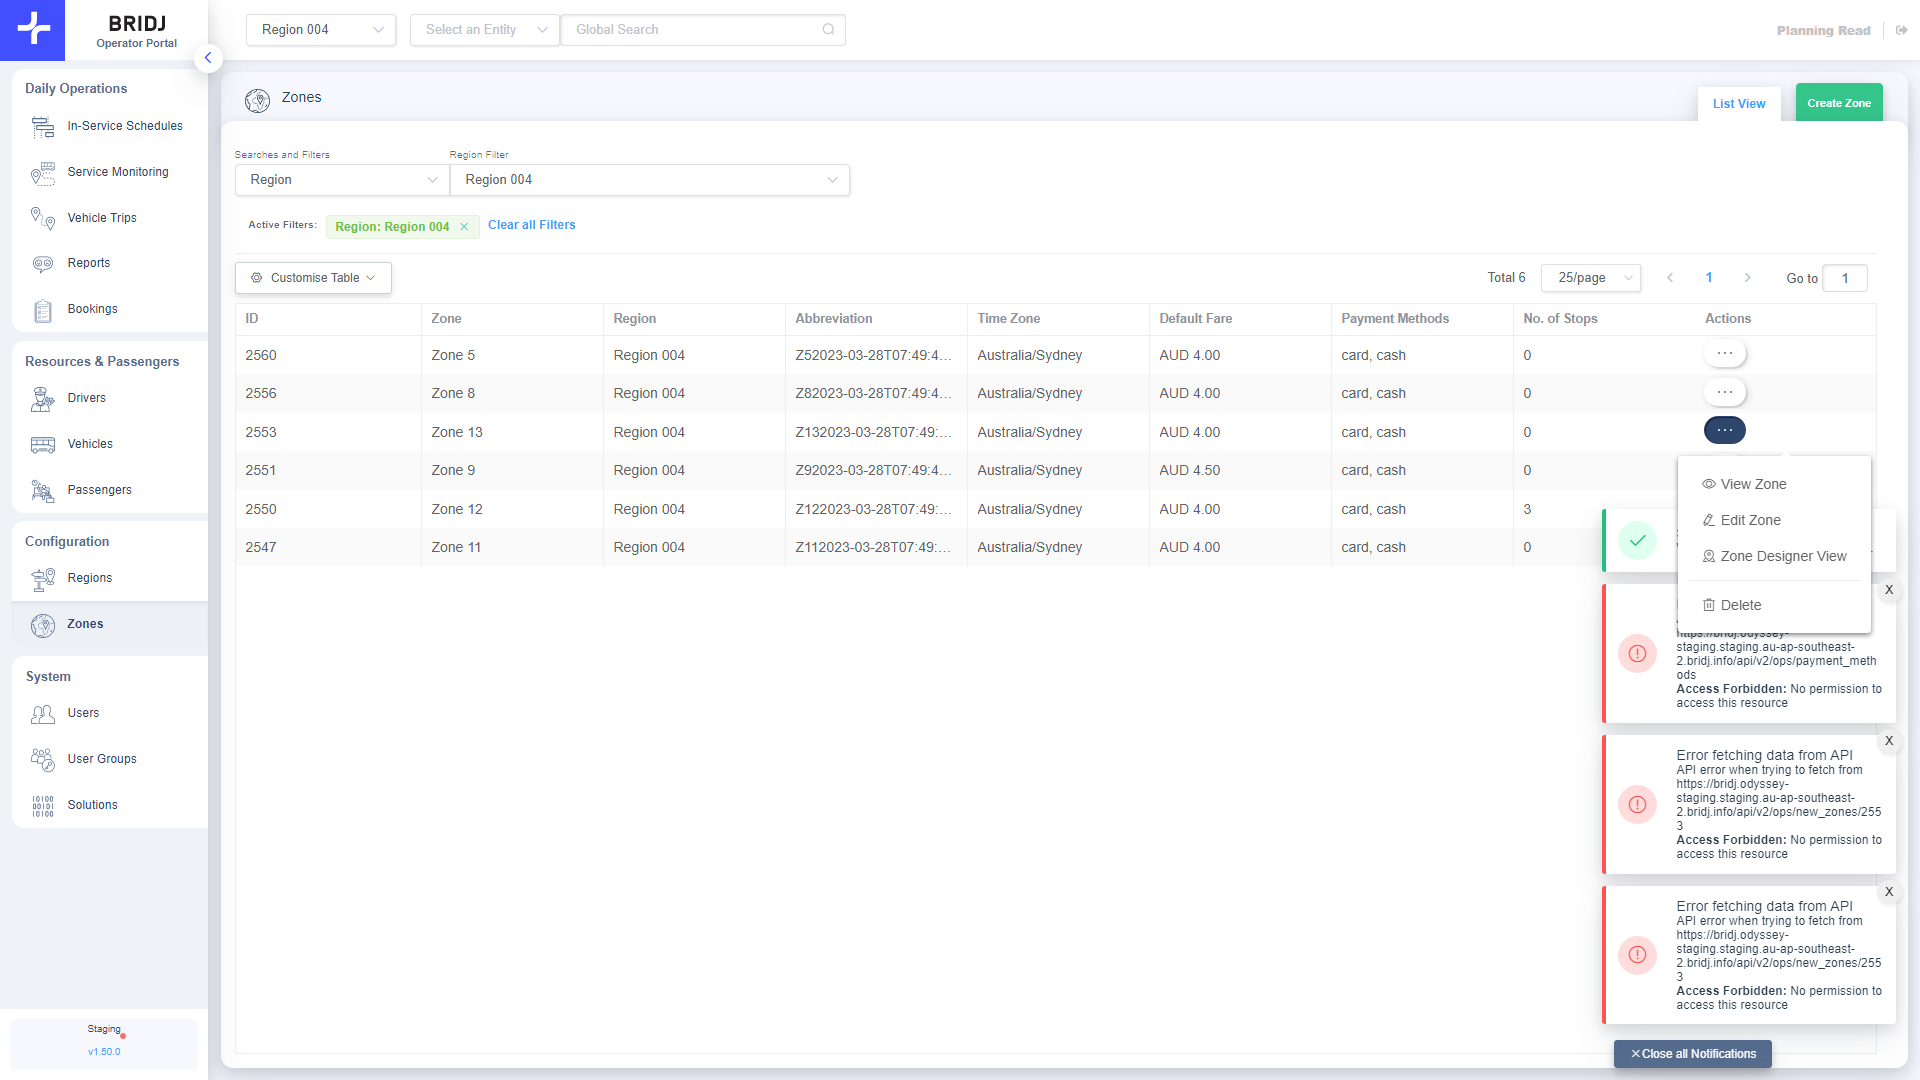 BRIDJ
Operator Portal
Region 004
Select an Entity
Global Search
Planning Read
Daily Operations
In-Service Schedules
Service Monitoring
Vehicle Trips
Reports
Bookings
Resources & Passengers
Drivers
Vehicles
Passengers
Configuration
Regions
Zones
System
Users
User Groups
Solutions
Staging
v1.50.0
Zones
List View
Create Zone
Searches and Filters
Region Filter
Region
Region 004
Active Filters:
Region: Region 004
Clear all Filters
Customise Table
Total 6
25/page
1
Go to
1
ID Zone Region Abbreviation Time Zone Default Fare Payment Methods No. of Stops Actions
2560 Zone 5 Region 004 Z52023-03-28T07:49:4... Australia/Sydney AUD 4.00 card, cash 0
2556 Zone 8 Region 004 Z82023-03-28T07:49:4... Australia/Sydney AUD 4.00 card, cash 0
2553 Zone 13 Region 004 Z132023-03-28T07:49:... Australia/Sydney AUD 4.00 card, cash 0
2551 Zone 9 Region 004 Z92023-03-28T07:49:4... Australia/Sydney AUD 4.50 card, cash 0
2550 Zone 12 Region 004 Z122023-03-28T07:49:... Australia/Sydney AUD 4.00 card, cash 3
2547 Zone 11 Region 004 Z112023-03-28T07:49:... Australia/Sydney AUD 4.00 card, cash 0
View Zone
Edit Zone
Zone Designer View
Delete
X
https://bridj.odyssey-
staging.staging.au-ap-southeast-
2.bridj.info/api/v2/ops/payment_meth
ods
Access Forbidden: No permission to
access this resource
X
Error fetching data from API
API error when trying to fetch from
https://bridj.odyssey-
staging.staging.au-ap-southeast-
2.bridj.info/api/v2/ops/new_zones/255
3
Access Forbidden: No permission to
access this resource
X
Error fetching data from API
API error when trying to fetch from
https://bridj.odyssey-
staging.staging.au-ap-southeast-
2.bridj.info/api/v2/ops/new_zones/255
3
Access Forbidden: No permission to
access this resource
Close all Notifications